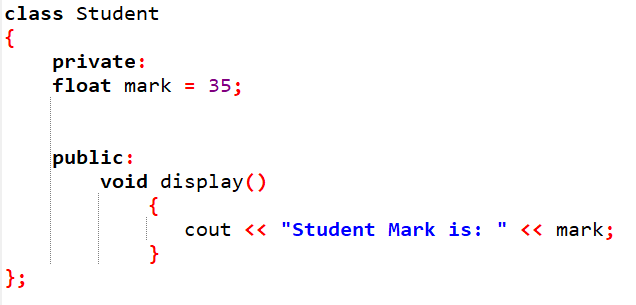 class Student
{
private:
float mark = 35;
public:
void display()
{
cout << "Student Mark is: " << mark;
}
};